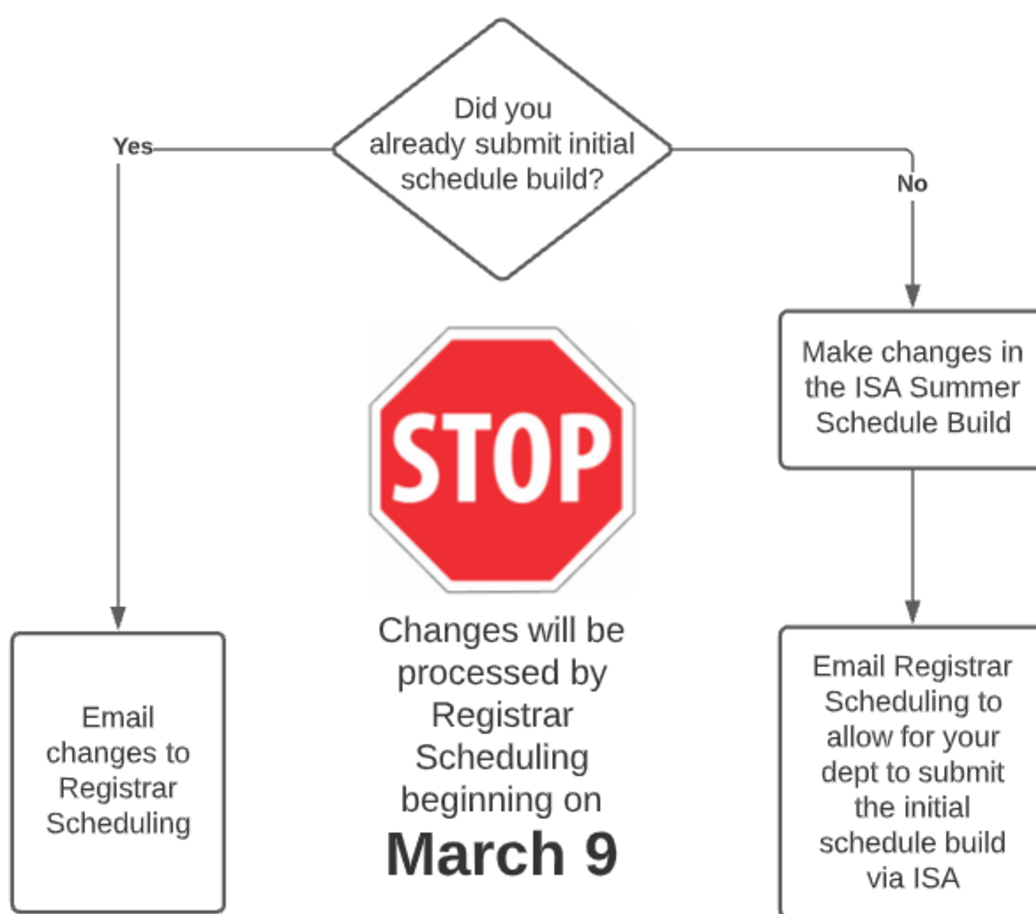 Did you
already submit initial
schedule build?
Yes
No
Make changes in
the ISA Summer
Schedule Build
STOP
Changes will be
processed by
Registrar
Scheduling
beginning on
March 9
Email
changes to
Registrar
Scheduling
Email Registrar
Scheduling to
allow for your
dept to submit
the initial
schedule build
via ISA